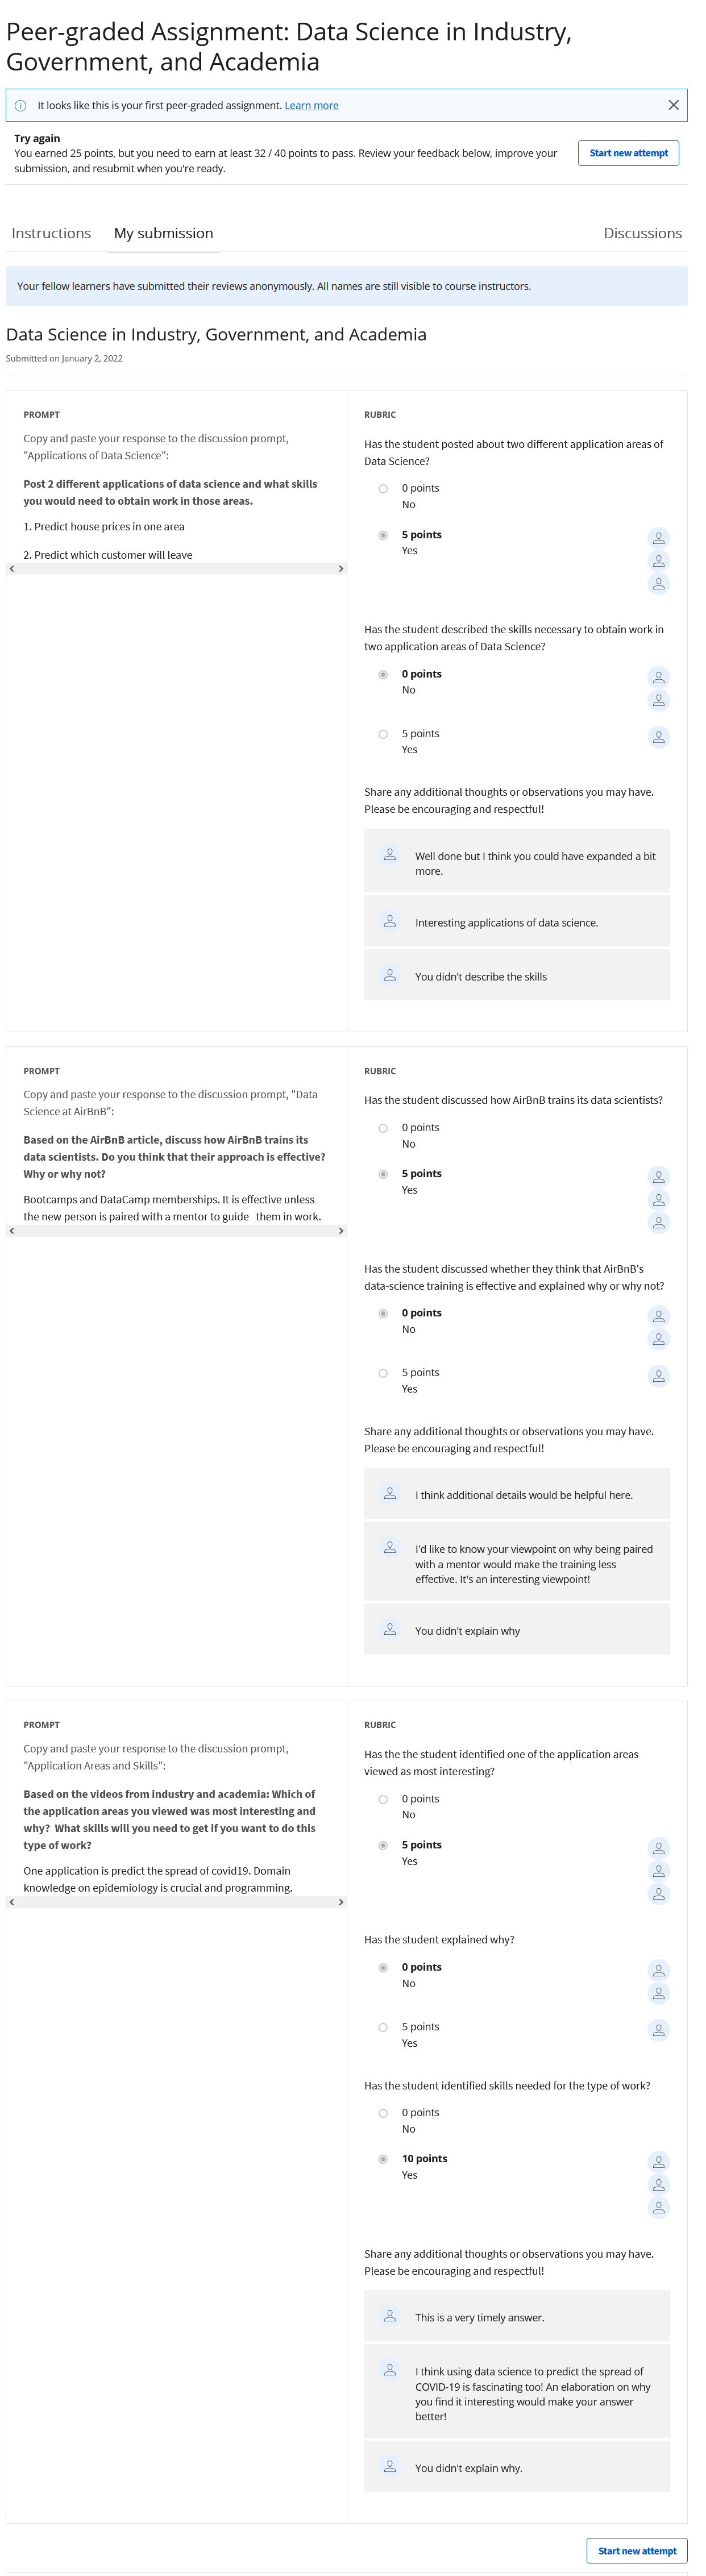 Peer-graded Assignment: Data Science in Industry,
Government, and Academia
It looks like this is your first peer-graded assignment. Learn more
Try again
You earned 25 points, but you need to earn at least 32 / 40 points to pass. Review your feedback below, improve your
submission, and resubmit when you're ready.
Start new attempt
Instructions
My submission
Discussions
Your fellow learners have submitted their reviews anonymously. All names are still visible to course instructors.
Data Science in Industry, Government, and Academia
Submitted on January 2, 2022
PROMPT
Copy and paste your response to the discussion prompt,
"Applications of Data Science":
Post 2 different applications of data science and what skills
you would need to obtain work in those areas.
1. Predict house prices in one area
2. Predict which customer will leave
RUBRIC
Has the student posted about two different application areas of
Data Science?
0 points
No
5 points
Yes
Has the student described the skills necessary to obtain work in
two application areas of Data Science?
0 points
No
5 points
Yes
Share any additional thoughts or observations you may have.
Please be encouraging and respectful!
Well done but I think you could have expanded a bit
more.
Interesting applications of data science.
You didn't describe the skills
PROMPT
Copy and paste your response to the discussion prompt, "Data
Science at AirBnB":
Based on the AirBnB article, discuss how AirBnB trains its
data scientists. Do you think that their approach is effective?
Why or why not?
Bootcamps and DataCamp memberships. It is effective unless
the new person is paired with a mentor to guide  them in work.
RUBRIC
Has the student discussed how AirBnB trains its data scientists?
0 points
No
5 points
Yes
Has the student discussed whether they think that AirBnB's
data-science training is effective and explained why or why not?
0 points
No
5 points
Yes
Share any additional thoughts or observations you may have.
Please be encouraging and respectful!
I think additional details would be helpful here.
I'd like to know your viewpoint on why being paired
with a mentor would make the training less
effective. It's an interesting viewpoint!
You didn't explain why
PROMPT
Copy and paste your response to the discussion prompt,
"Application Areas and Skills":
Based on the videos from industry and academia: Which of
the application areas you viewed was most interesting and
why?  What skills will you need to get if you want to do this
type of work?
One application is predict the spread of covid19. Domain
knowledge on epidemiology is crucial and programming.
RUBRIC
Has the the student identified one of the application areas
viewed as most interesting?
0 points
No
5 points
Yes
Has the student explained why?
0 points
No
5 points
Yes
Has the student identified skills needed for the type of work?
0 points
No
10 points
Yes
Share any additional thoughts or observations you may have.
Please be encouraging and respectful!
This is a very timely answer.
I think using data science to predict the spread of
COVID-19 is fascinating too! An elaboration on why
you find it interesting would make your answer
better!
You didn't explain why.
Start new attempt